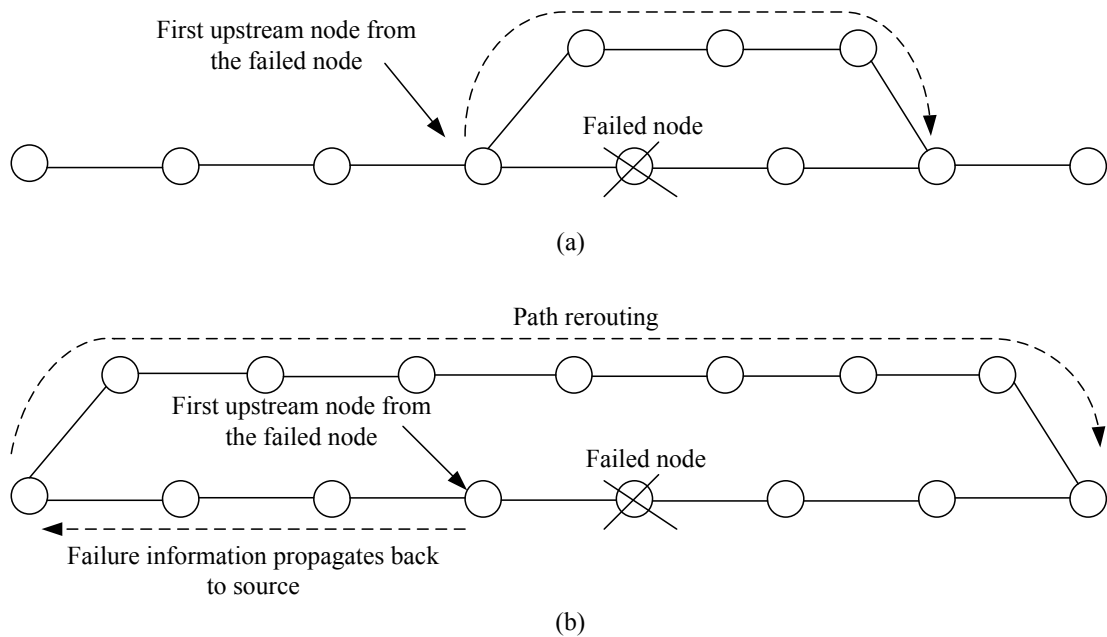 First upstream node from
the failed node
Failed node
(a)
Path rerouting
First upstream node from
the failed node
Failed node
Failure information propagates back
to source
(b)